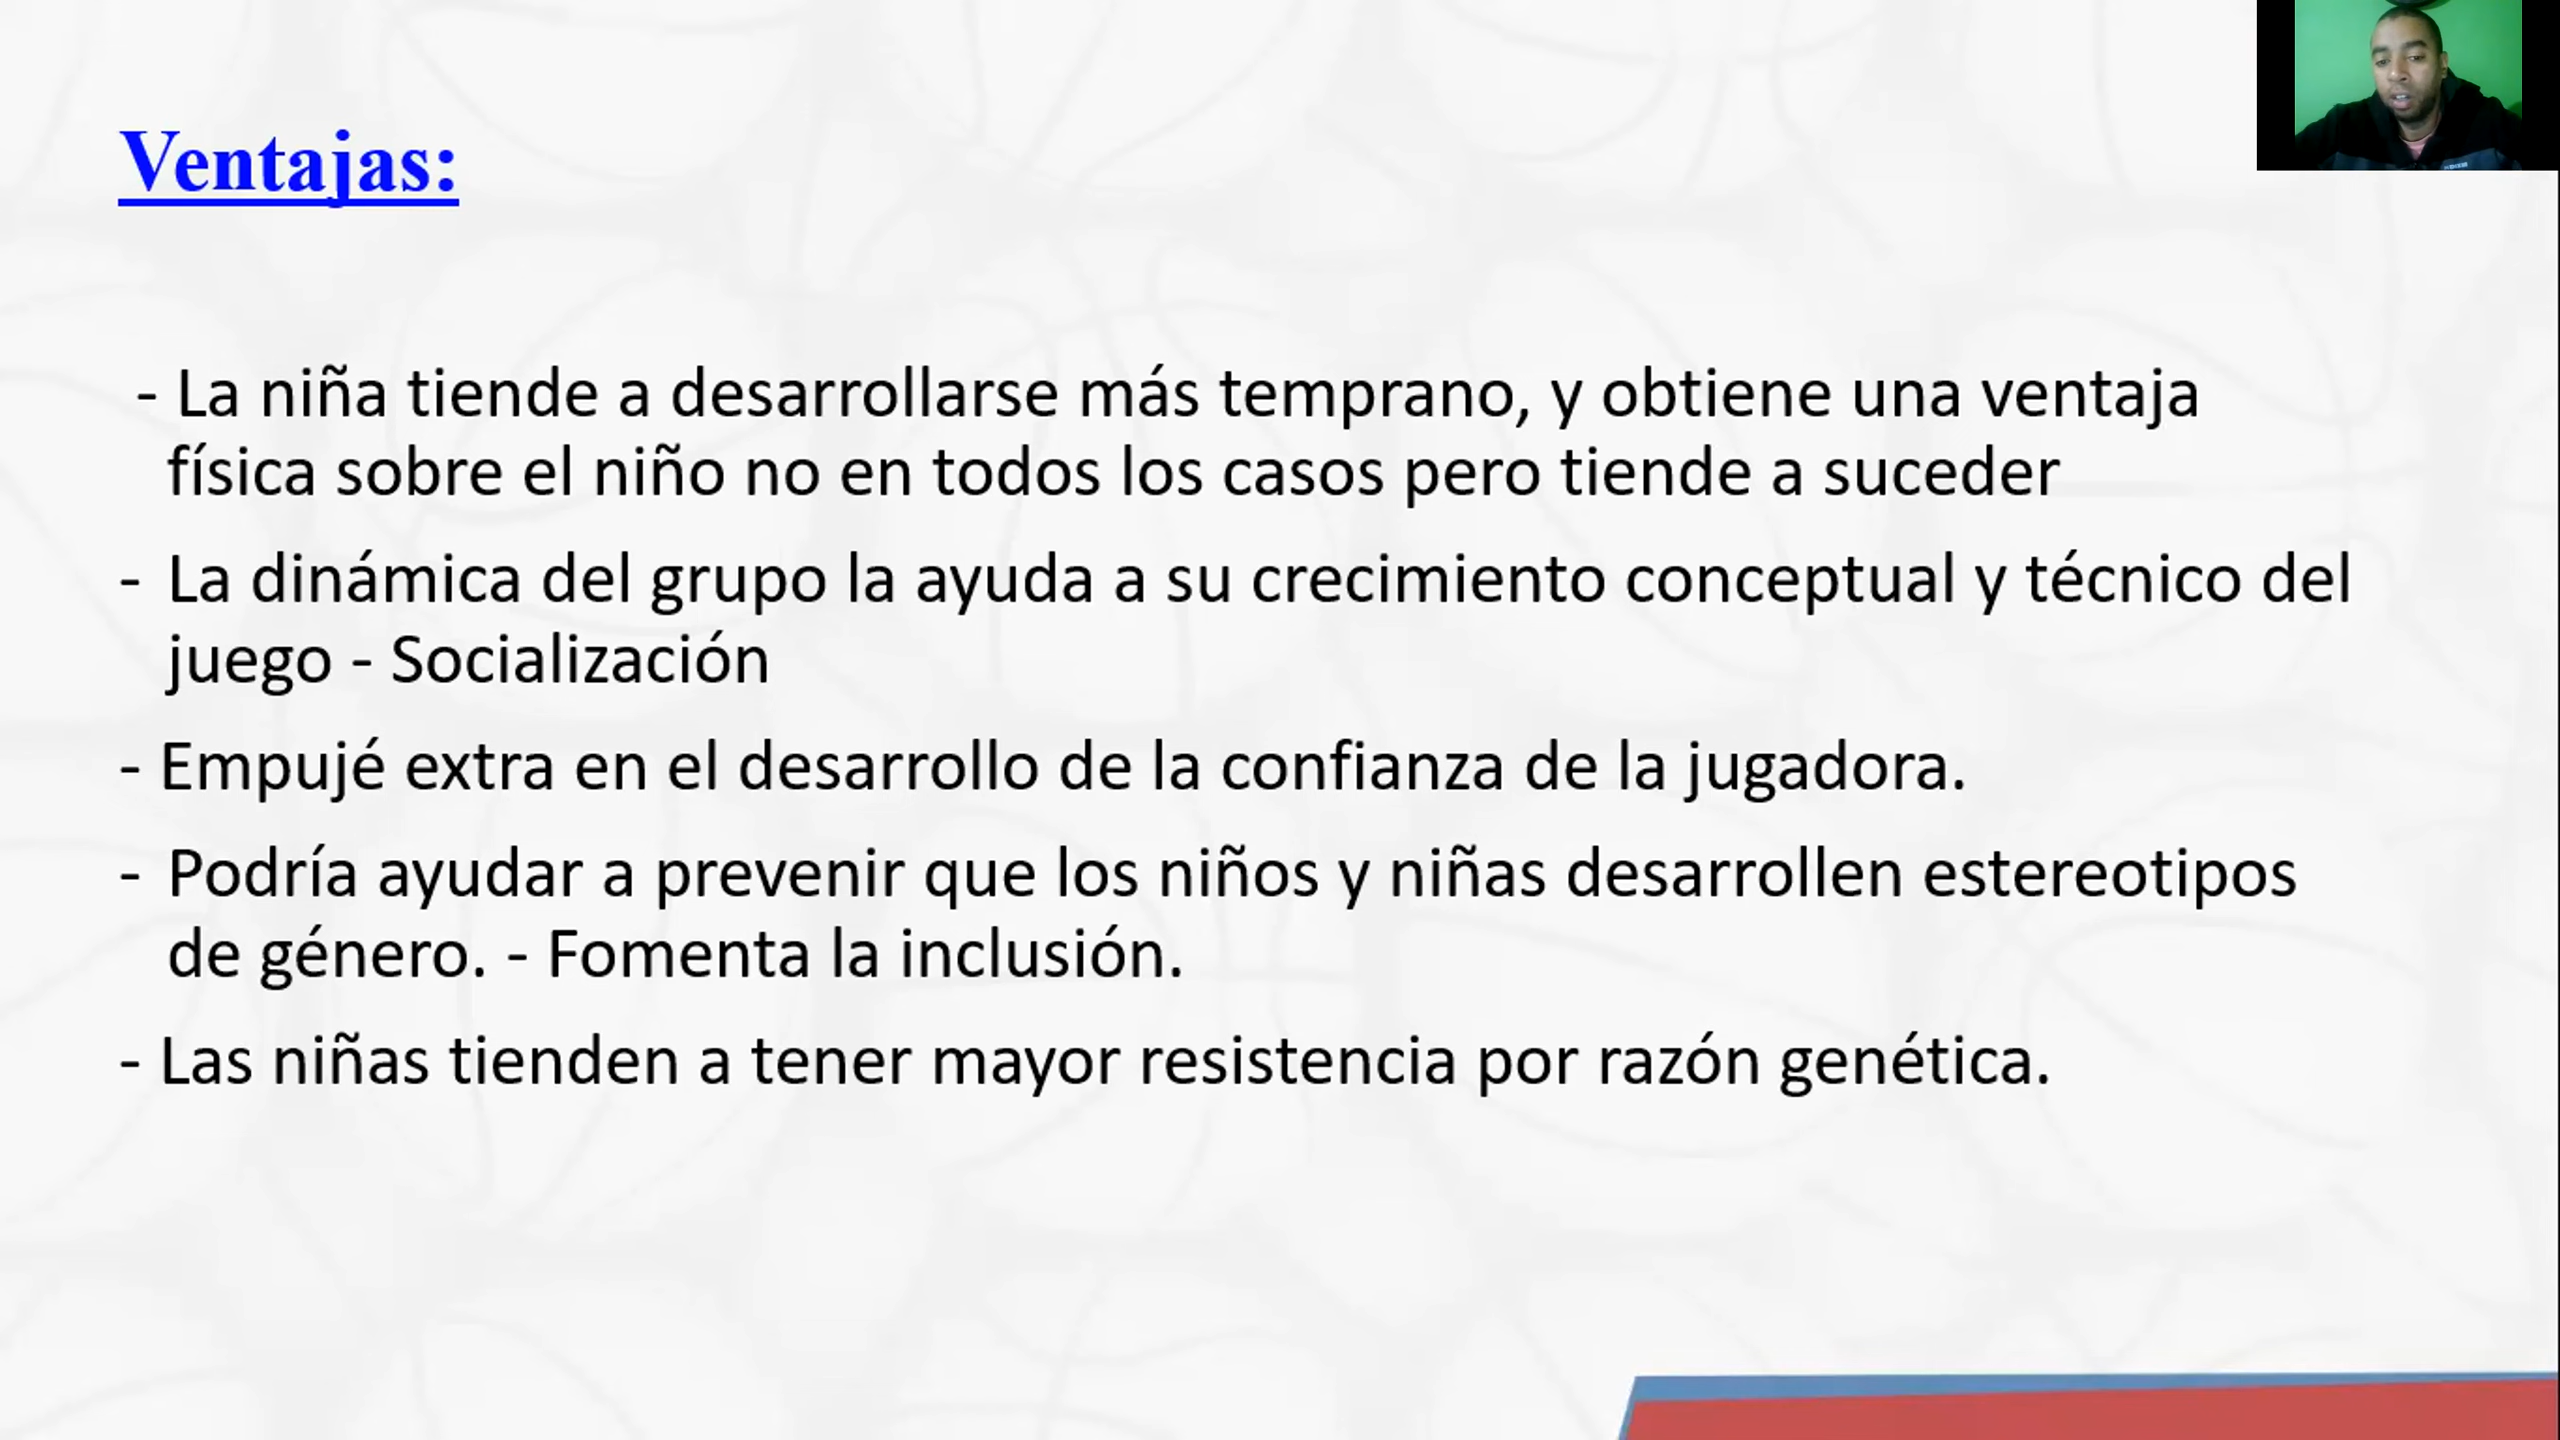 Ventajas:
- La niña tiende a desarrollarse más temprano, y obtiene una ventaja
física sobre el niño no en todos los casos pero tiende a suceder
- La dinámica del grupo la ayuda a su crecimiento conceptual y técnico del
juego - Socialización
- Empujé extra en el desarrollo de la confianza de la jugadora.
- Podría ayudar a prevenir que los niños y niñas desarrollen estereotipos
de género. - Fomenta la inclusión.
- Las niñas tienden a tener mayor resistencia por razón genética.